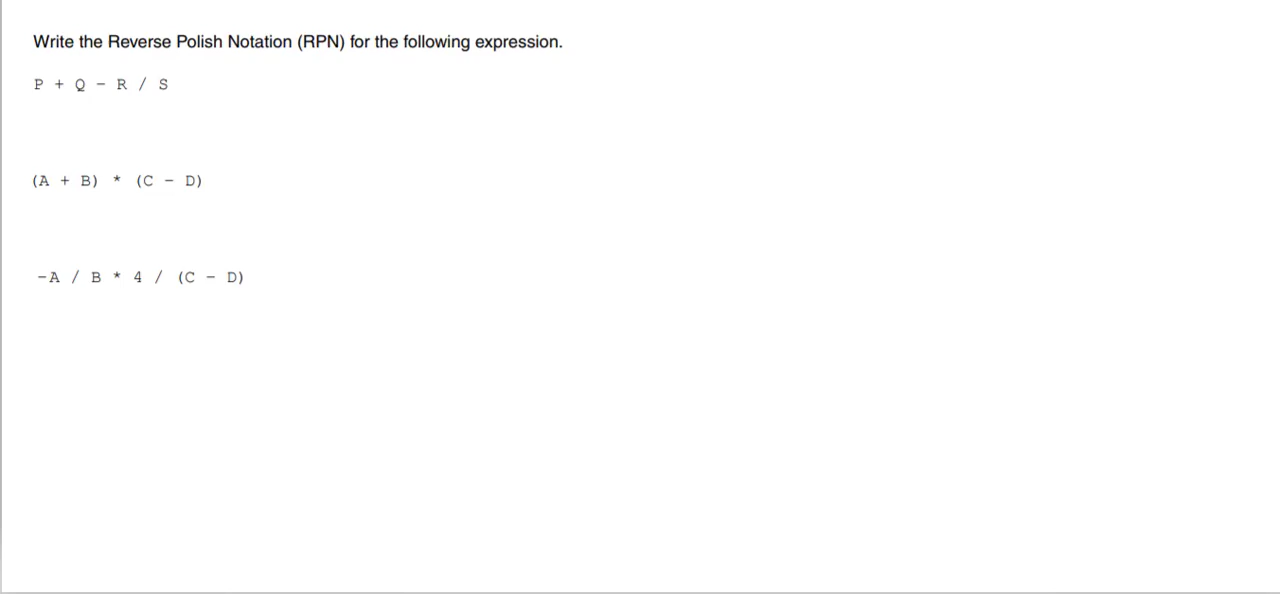 Write the Reverse Polish Notation (RPN) for the following expression.
P + Q - R / S
(A + B) * (C - D)
-A / B * 4 / (C - D)